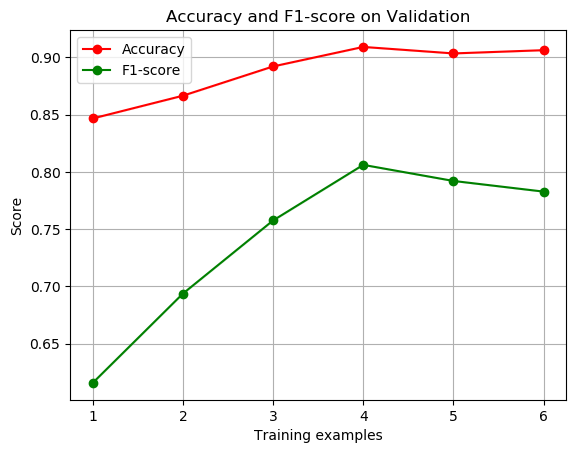 Accuracy and F1-score on Validation
Accuracy
F1-score
0.90
0.85
0.80
0.75
0.70
0.65
Score
1 2 3 4 5 6
Training examples